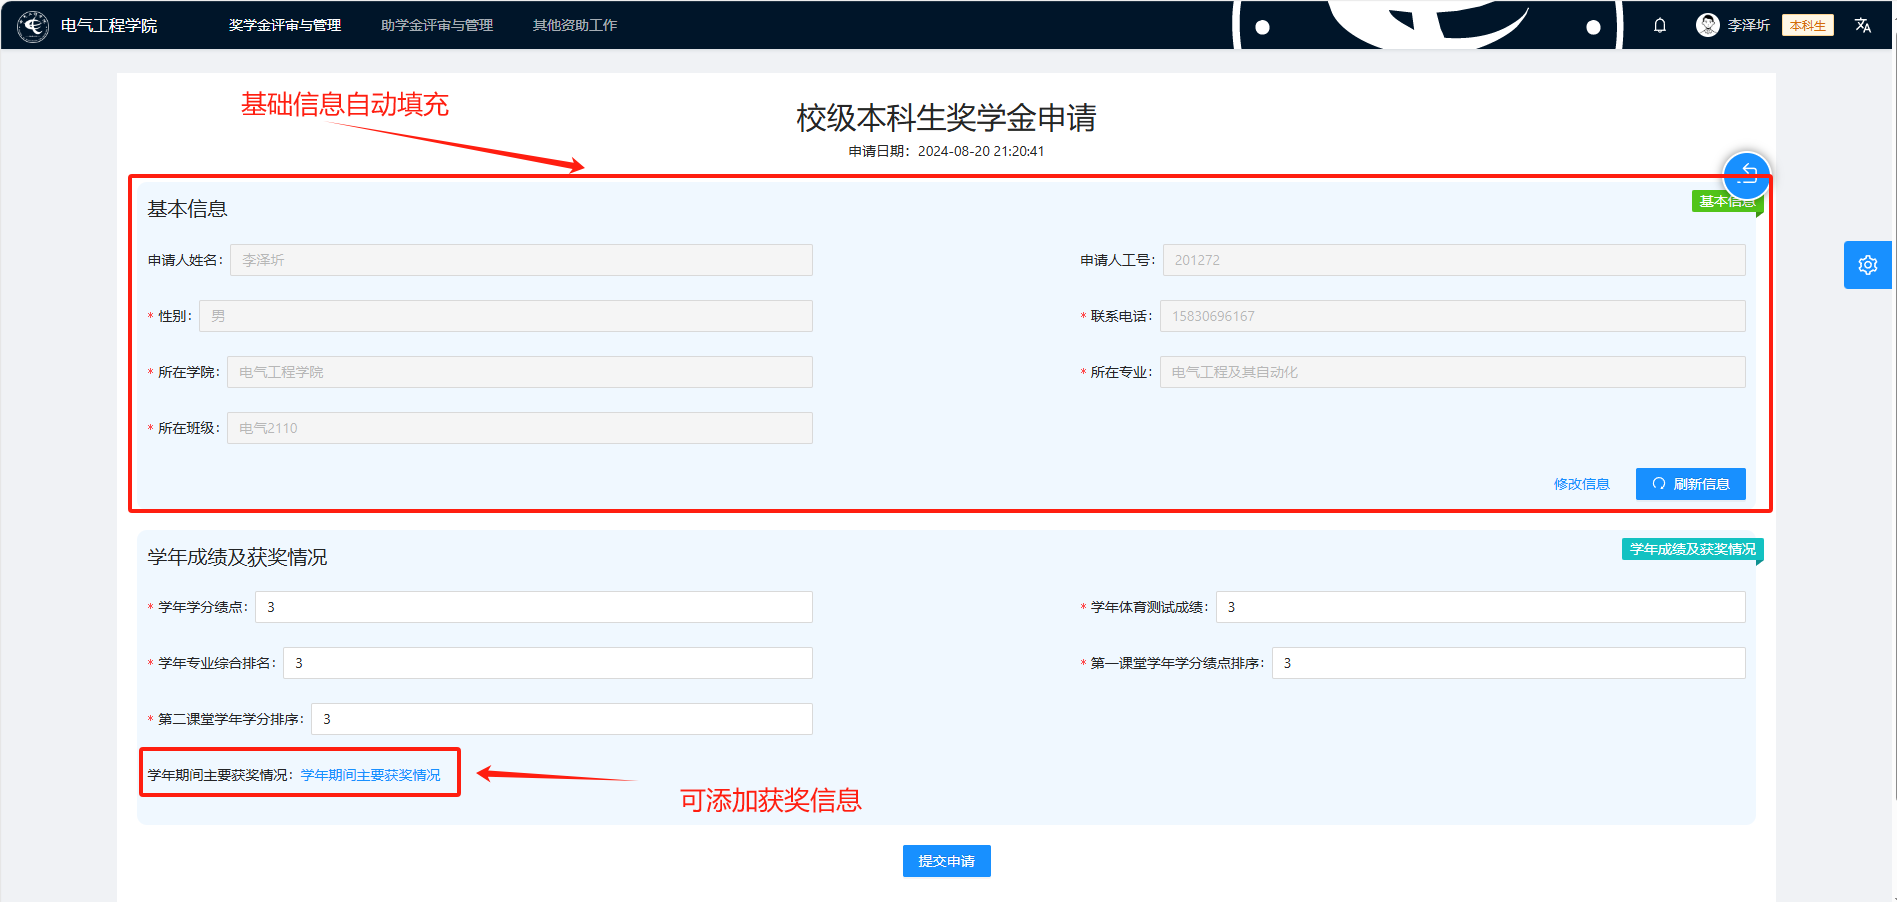 电气工程学院
奖学金评审与管理
助学金评审与管理
其他资助工作
李泽圻
本科生
基础信息自动填充
校级本科生奖学金申请
申请日期：2024-08-20 21:20:41
基本信息
基本信息
申请人姓名： 李泽圻
申请人工号： 201272
* 性别： 男
* 联系电话： 15830696167
* 所在学院： 电气工程学院
* 所在专业： 电气工程及其自动化
* 所在班级： 电气2110
修改信息
刷新信息
学年成绩及获奖情况
学年成绩及获奖情况
* 学年学分绩点： 3
* 学年体育测试成绩： 3
* 学年专业综合排名： 3
* 第一课堂学年学分绩点排序： 3
* 第二课堂学年学分排序： 3
学年期间主要获奖情况： 学年期间主要获奖情况
可添加获奖信息
提交申请